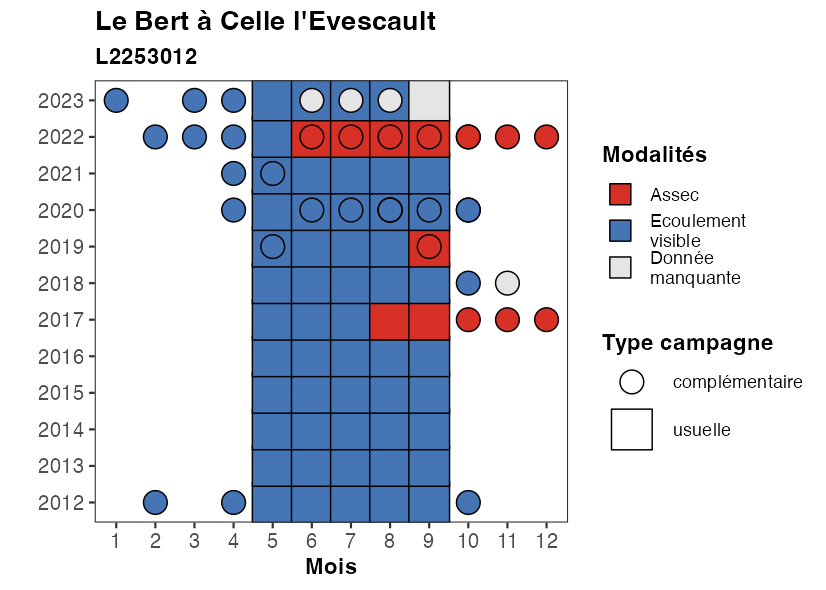 Le Bert à Celle l'Evescault
L2253012
2023
2022
2021
2020
2019
2018
2017
2016
2015
2014
2013
2012
1 2 3 4 5 6 7 8 9 10 11 12
Mois
Modalités
Assec
Ecoulement
visible
Donnée
manquante
Type campagne
complémentaire
usuelle